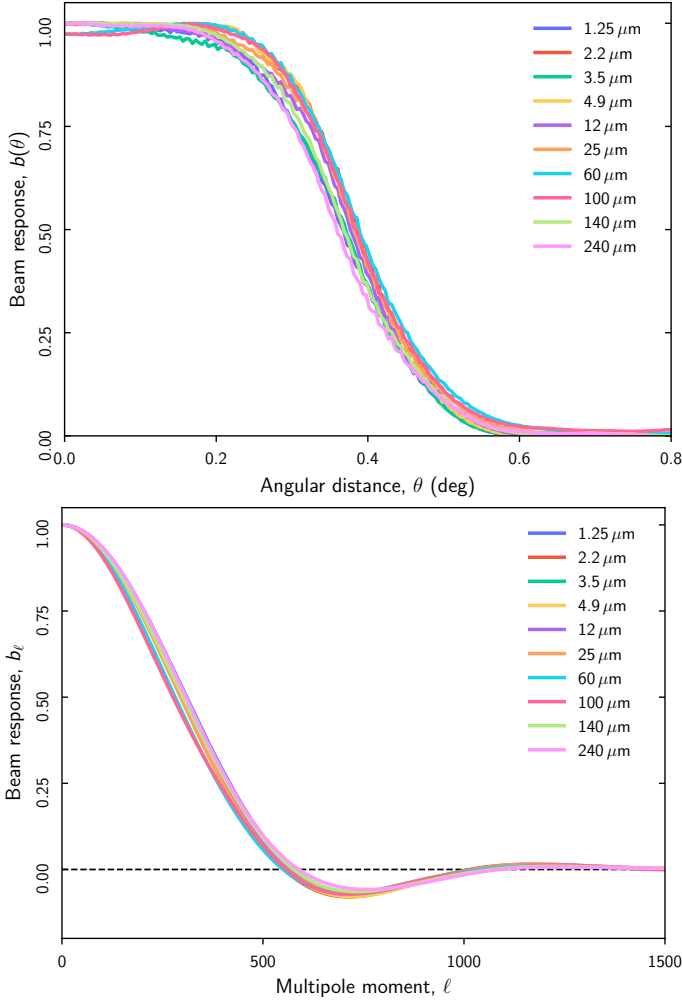 Beam response, b(θ)
1.00
0.75
0.50
0.25
0.00
0.0 0.2 0.4 0.6 0.8
Angular distance, θ (deg)
1.25 μm
2.2 μm
3.5 μm
4.9 μm
12 μm
25 μm
60 μm
100 μm
140 μm
240 μm
Beam response, bℓ
1.00
0.75
0.50
0.25
0.00
0 500 1000 1500
Multipole moment, ℓ
1.25 μm
2.2 μm
3.5 μm
4.9 μm
12 μm
25 μm
60 μm
100 μm
140 μm
240 μm